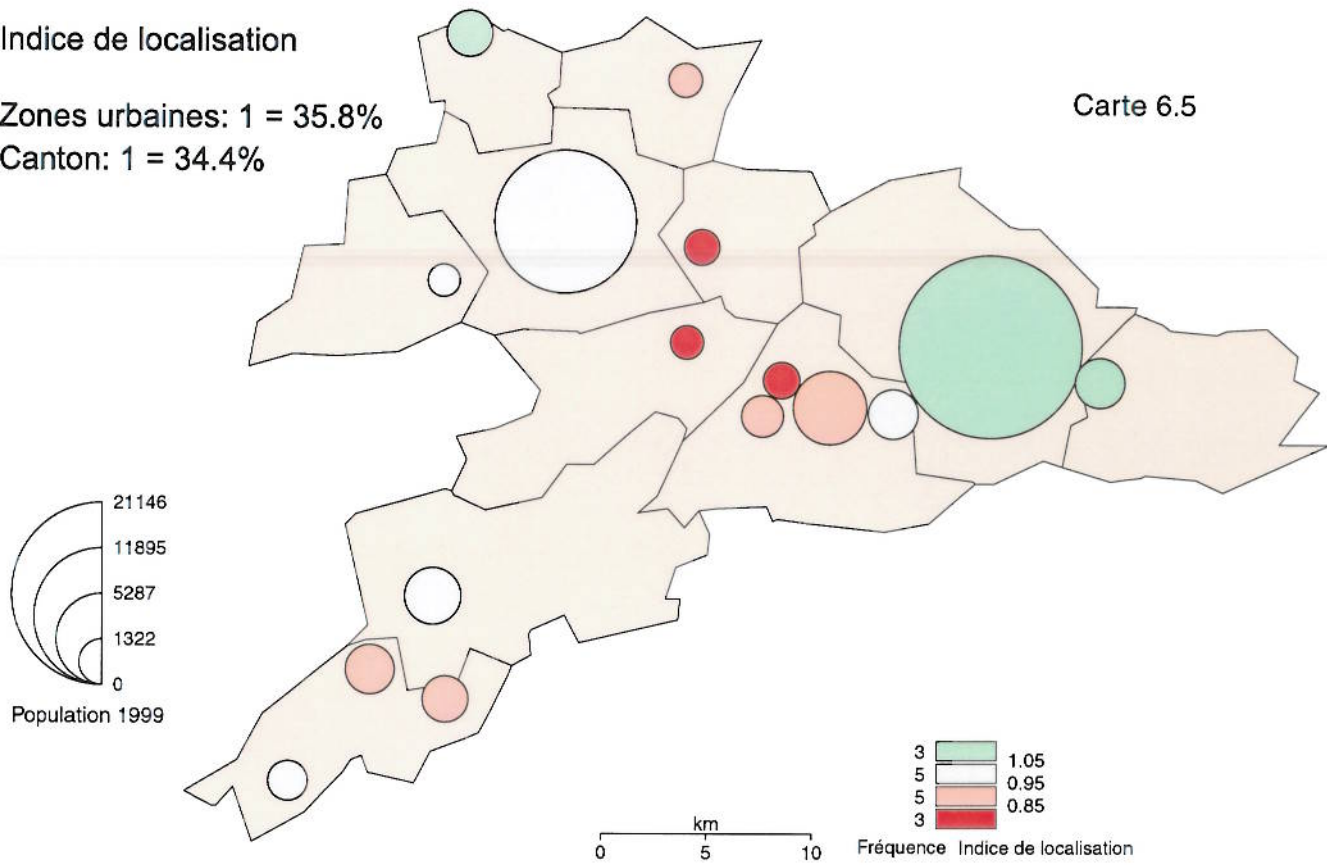 Indice de localisation
Zones urbaines: 1 = 35.8%
Canton: 1 = 34.4%
Carte 6.5
21146
11895
5287
1322
0
Population 1999
km
0 5 10
3
5
5
3
1.05
0.95
0.85
Fréquence Indice de localisation